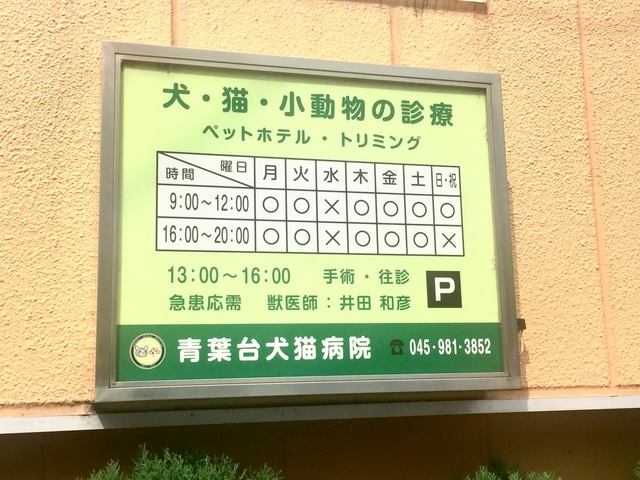 犬・猫・小動物の診療
ペットホテル・トリミング
時間 曜日 月 火 水 木 金 土 日・祝
9:00〜12:00 ○ ○ × ○ ○ ○ ○
16:00〜20:00 ○ ○ × ○ ○ ○ ×
13:00〜16:00 手術・往診
急患応需 獣医師：井田 和彦 P
青葉台犬猫病院 ☎ 045-981-3852